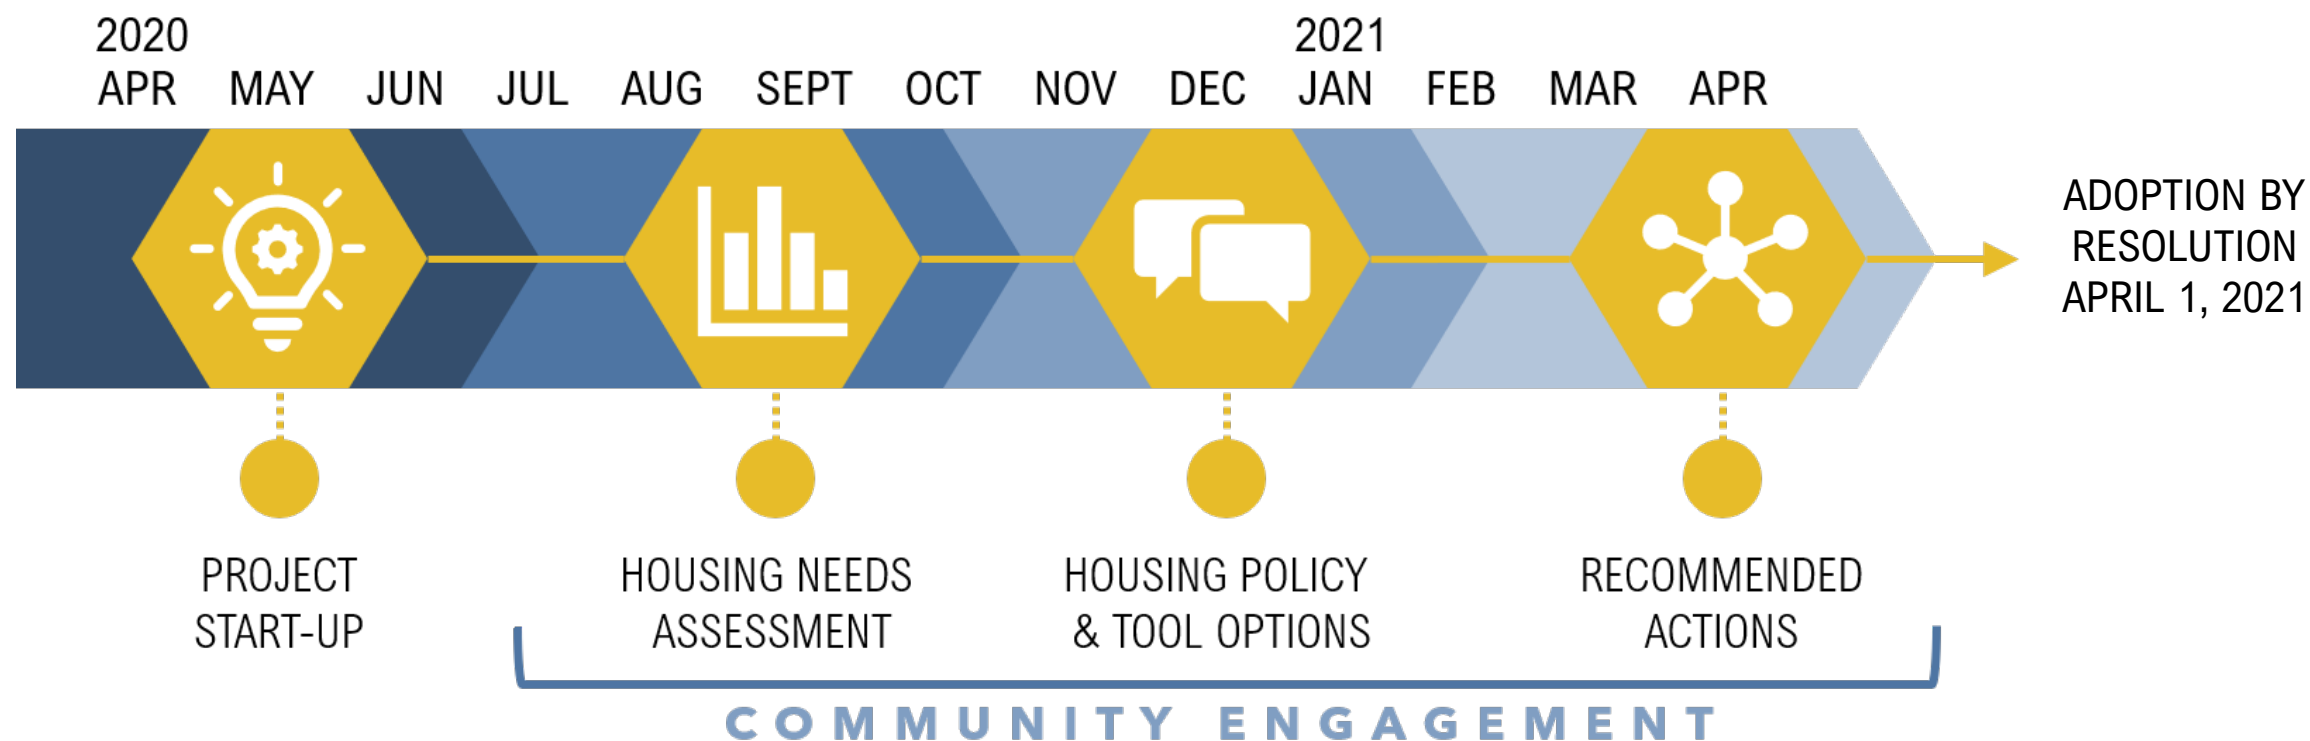 2020 2021
APR MAY JUN JUL AUG SEPT OCT NOV DEC JAN FEB MAR APR
ADOPTION BY
RESOLUTION
APRIL 1, 2021
PROJECT
START-UP
HOUSING NEEDS
ASSESSMENT
HOUSING POLICY
& TOOL OPTIONS
RECOMMENDED
ACTIONS
COMMUNITY ENGAGEMENT